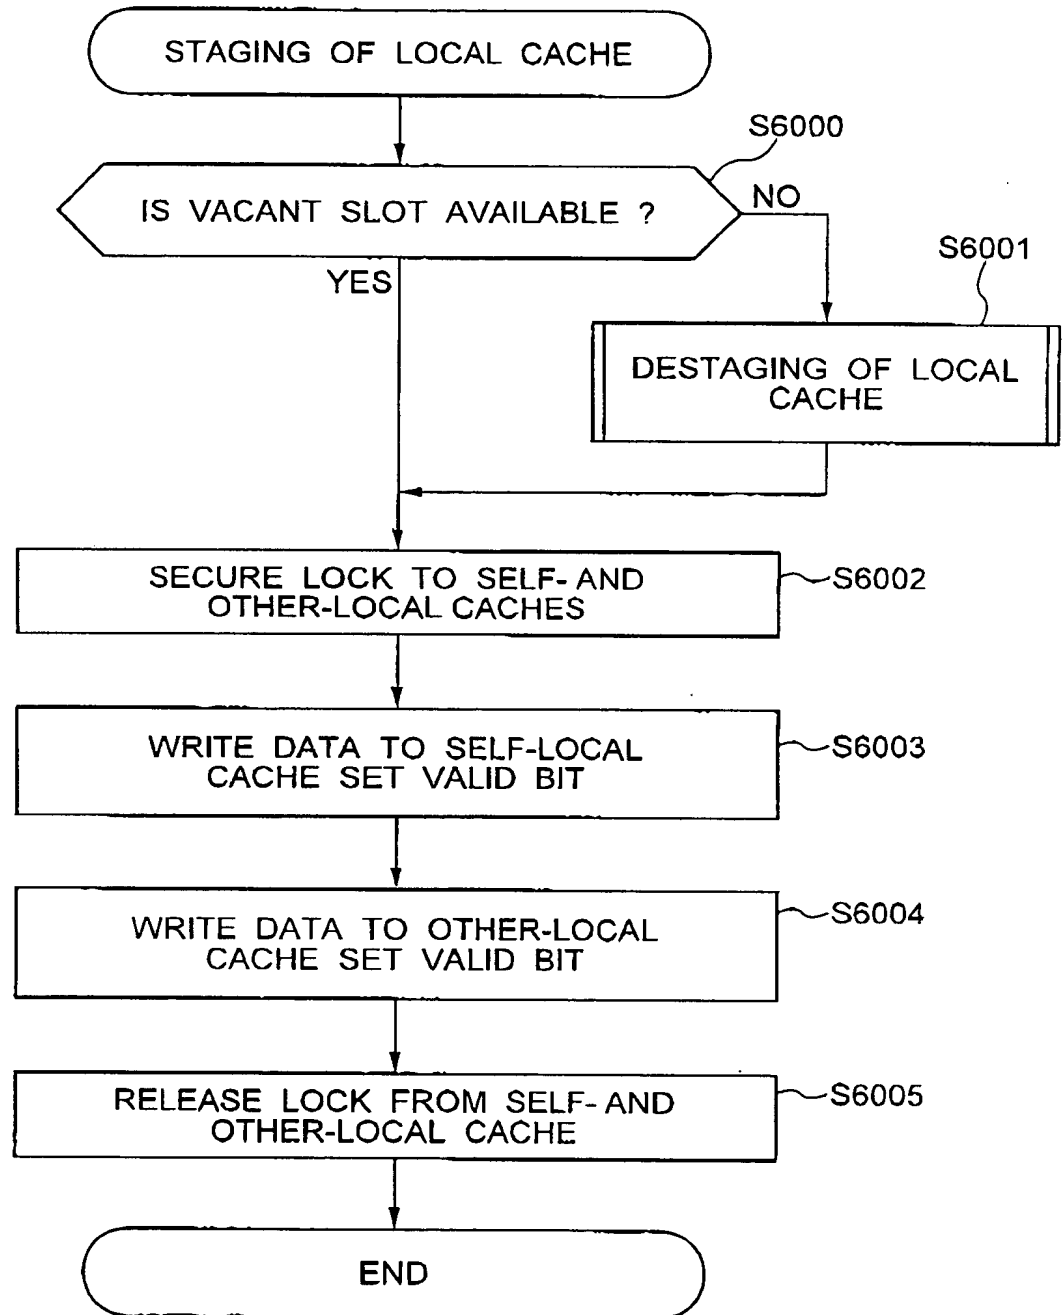 STAGING OF LOCAL CACHE
S6000
IS VACANT SLOT AVAILABLE ?
NO
YES
S6001
DESTAGING OF LOCAL
CACHE
SECURE LOCK TO SELF- AND
OTHER-LOCAL CACHES
S6002
WRITE DATA TO SELF-LOCAL
CACHE SET VALID BIT
S6003
WRITE DATA TO OTHER-LOCAL
CACHE SET VALID BIT
S6004
RELEASE LOCK FROM SELF- AND
OTHER-LOCAL CACHE
S6005
END